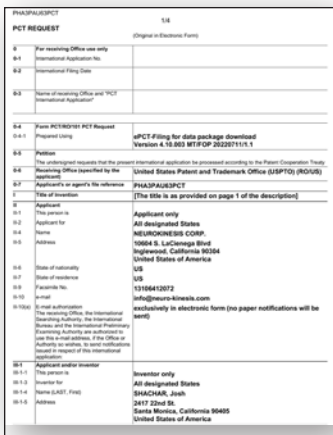 PHA3PAU63PCT
1/4
PCT REQUEST
(Original in Electronic Form)
0 For receiving Office use only
0-1 International Application No.
0-2 International Filing Date
0-3 Name of receiving Office and "PCT
International Application"
0-4 Form PCT/RO/101 PCT Request
0-4-1 Prepared Using ePCT-Filing for data package download
Version 4.10.003 MT/FOP 20220711/1.1
0-5 Petition
The undersigned requests that the present international application be processed according to the Patent Cooperation Treaty
0-6 Receiving Office (specified by the
applicant) United States Patent and Trademark Office (USPTO) (RO/US)
0-7 Applicant's or agent's file reference PHA3PAU63PCT
I Title of Invention [The title is as provided on page 1 of the description]
II Applicant
II-1 This person is Applicant only
II-2 Applicant for All designated States
II-4 Name NEUROKINESIS CORP.
II-5 Address 10604 S. LaCienega Blvd
Inglewood, California 90304
United States of America
II-6 State of nationality US
II-7 State of residence US
II-9 Facsimile No. 13106412072
II-10 e-mail info@neuro-kinesis.com
II-10(a) E-mail authorization exclusively in electronic form (no paper notifications will be
sent)
The receiving Office, the International
Searching Authority, the International
Bureau and the International Preliminary
Examining Authority are authorized to
use this e-mail address, if the Office or
Authority so wishes, to send notifications
issued in respect of this international
application:
III-1 Applicant and/or inventor
III-1-1 This person is Inventor only
III-1-3 Inventor for All designated States
III-1-4 Name (LAST, First) SHACHAR, Josh
III-1-5 Address 2417 22nd St.
Santa Monica, California 90405
United States of America